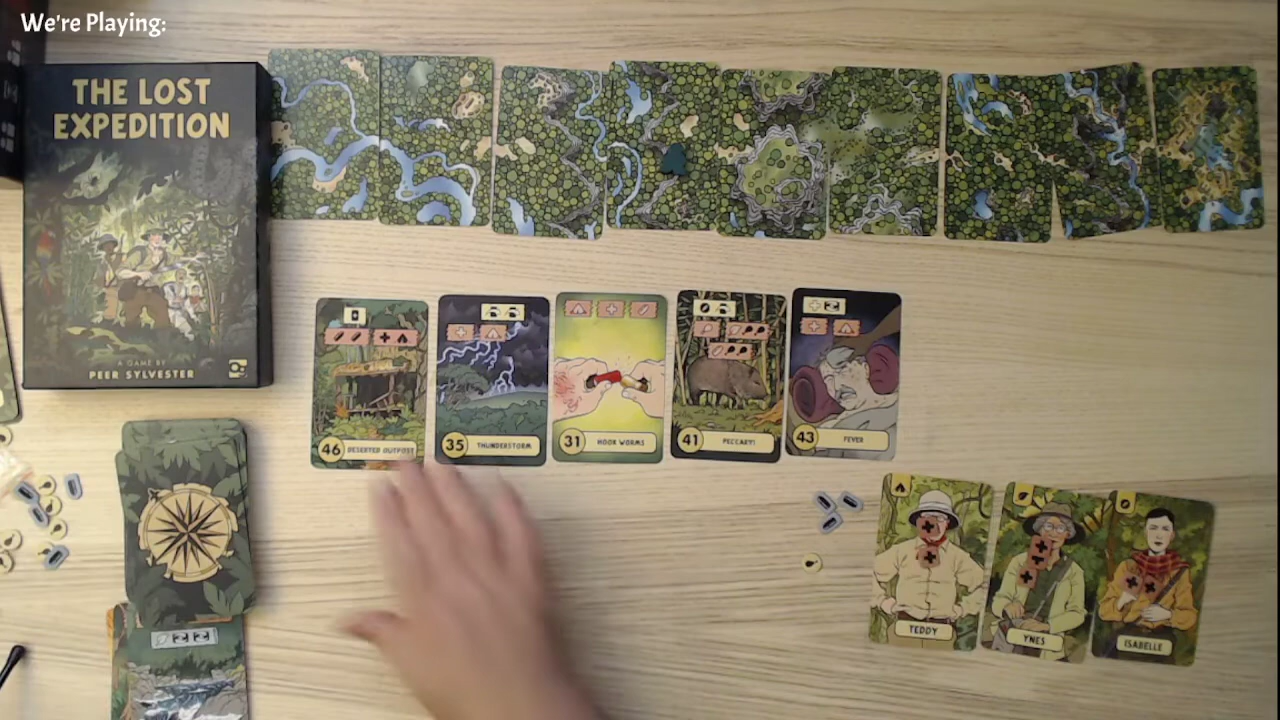 We're Playing:
THE LOST
EXPEDITION
A GAME BY
PEER SYLVESTER
46 DESERTED OUTPOST
35 THUNDERSTORM
31 HOOK WORMS
41 PECCARY!
43 FEVER
TEDDY
YNES
ISABELLE